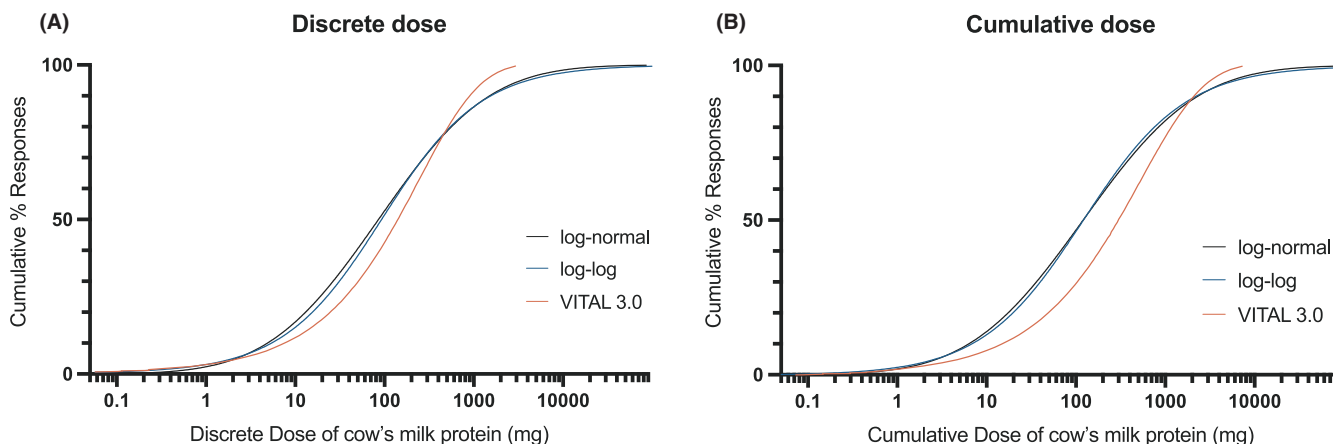 (A)
Discrete dose
100
50
0
Cumulative % Responses
log-normal
log-log
VITAL 3.0
0.1 1 10 100 1000 10000
Discrete Dose of cow's milk protein (mg)
(B)
Cumulative dose
100
50
0
Cumulative % Responses
log-normal
log-log
VITAL 3.0
0.1 1 10 100 1000 10000
Cumulative Dose of cow's milk protein (mg)